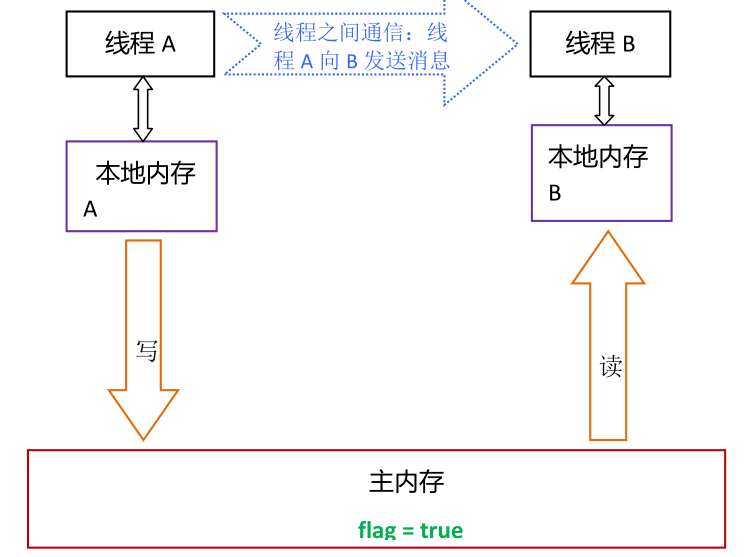 线程 A
线程之间通信：线
程 A 向 B 发送消息
线程 B
本地内存
A
本地内存
B
写
读
主内存
flag = true